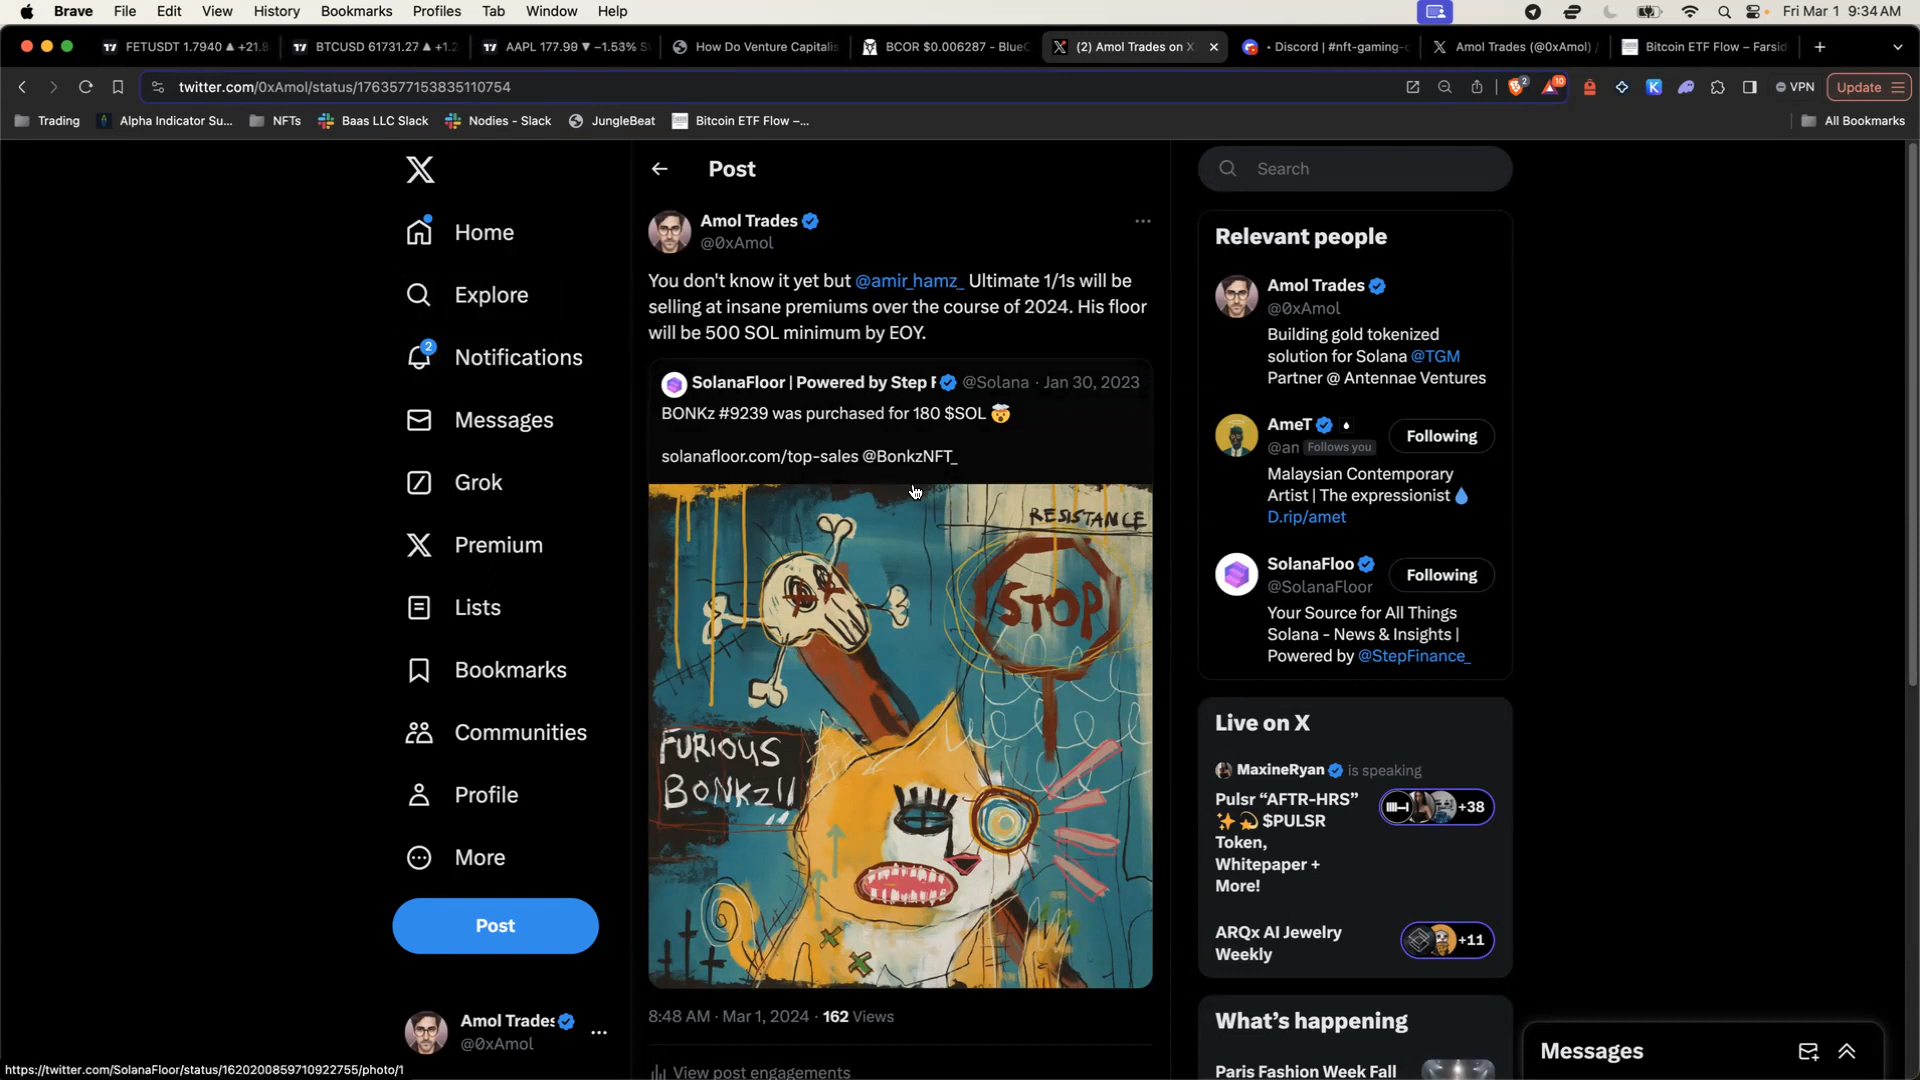 Brave File Edit View History Bookmarks Profiles Tab Window Help Fri Mar 1 9:34 AM
FETUSDT 1.7940 ▲ +21.8 BTCUSD 61731.27 ▲ +1.2 AAPL 177.99 ▼ −1.53% S How Do Venture Capitalis BCOR $0.006287 - BlueC (2) Amol Trades on X • Discord | #nft-gaming-c Amol Trades (@0xAmol) / Bitcoin ETF Flow – Farsid
twitter.com/0xAmol/status/1763577153835110754 2 10 VPN Update
Trading Alpha Indicator Su... NFTs Baas LLC Slack Nodies - Slack JungleBeat Bitcoin ETF Flow –... All Bookmarks
Home
Explore
2
Notifications
Messages
Grok
Premium
Lists
Bookmarks
Communities
Profile
More
Post
Amol Trades
@0xAmol
Post
Amol Trades
@0xAmol
You don't know it yet but @amir_hamz_ Ultimate 1/1s will be
selling at insane premiums over the course of 2024. His floor
will be 500 SOL minimum by EOY.
SolanaFloor | Powered by Step F @Solana · Jan 30, 2023
BONKz #9239 was purchased for 180 $SOL 🤯
solanafloor.com/top-sales @BonkzNFT_
RESISTANCE
STOP
FURIOUS
BONKz!!
8:48 AM · Mar 1, 2024 · 162 Views
View post engagements
Search
Relevant people
Amol Trades
@0xAmol
Building gold tokenized
solution for Solana @TGM
Partner @ Antennae Ventures
AmeT
@an Follows you
Following
Malaysian Contemporary
Artist | The expressionist 💧
D.rip/amet
SolanaFloo
@SolanaFloor
Following
Your Source for All Things
Solana - News & Insights |
Powered by @StepFinance_
Live on X
MaxineRyan is speaking
Pulsr “AFTR-HRS”
✨💫 $PULSR
Token,
Whitepaper +
More!
+38
ARQx AI Jewelry
Weekly
+11
What’s happening
Paris Fashion Week Fall
Messages
https://twitter.com/SolanaFloor/status/1620200859710922755/photo/1